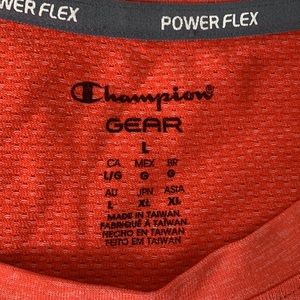 POWER FLEX POWER FLEX
Champion
GEAR
L
CA MEX BR
L/G G G
AU JPN ASIA
L XL XL
MADE IN TAIWAN
FABRIQUÉ À TAIWAN
HECHO EN TAIWAN
FEITO EM TAIWAN